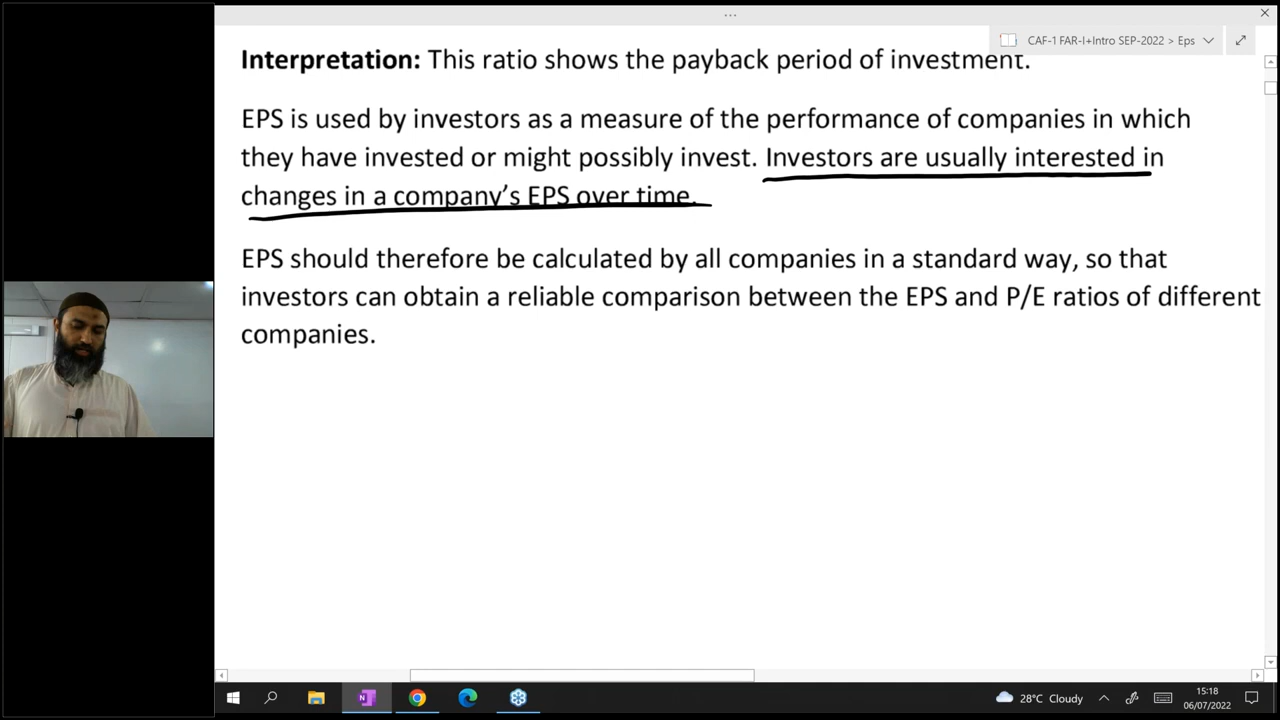 ...
CAF-1 FAR-I+Intro SEP-2022 > Eps
Interpretation: This ratio shows the payback period of investment.
EPS is used by investors as a measure of the performance of companies in which
they have invested or might possibly invest. Investors are usually interested in
changes in a company’s EPS over time.
EPS should therefore be calculated by all companies in a standard way, so that
investors can obtain a reliable comparison between the EPS and P/E ratios of different
companies.
28°C Cloudy
15:18
06/07/2022